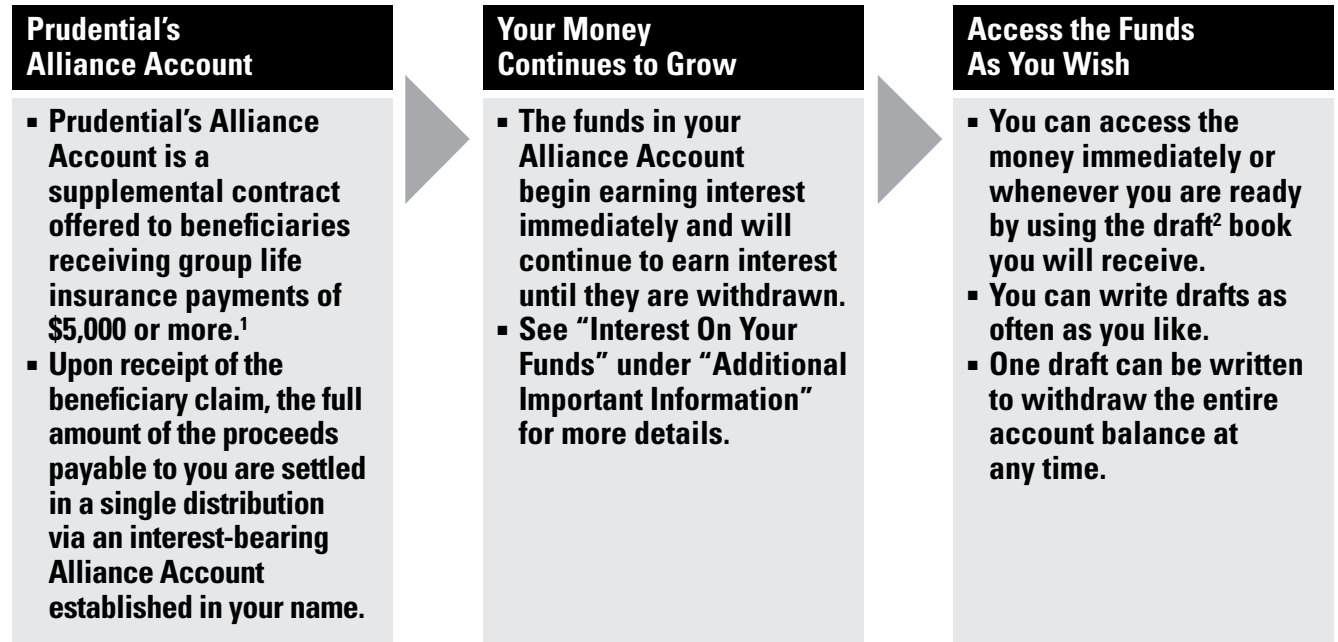 Prudential's
Alliance Account
▪ Prudential's Alliance
Account is a
supplemental contract
offered to beneficiaries
receiving group life
insurance payments of
$5,000 or more.¹
▪ Upon receipt of the
beneficiary claim, the full
amount of the proceeds
payable to you are settled
in a single distribution
via an interest-bearing
Alliance Account
established in your name.
Your Money
Continues to Grow
▪ The funds in your
Alliance Account
begin earning interest
immediately and will
continue to earn interest
until they are withdrawn.
▪ See “Interest On Your
Funds” under “Additional
Important Information”
for more details.
Access the Funds
As You Wish
▪ You can access the
money immediately or
whenever you are ready
by using the draft² book
you will receive.
▪ You can write drafts as
often as you like.
▪ One draft can be written
to withdraw the entire
account balance at
any time.